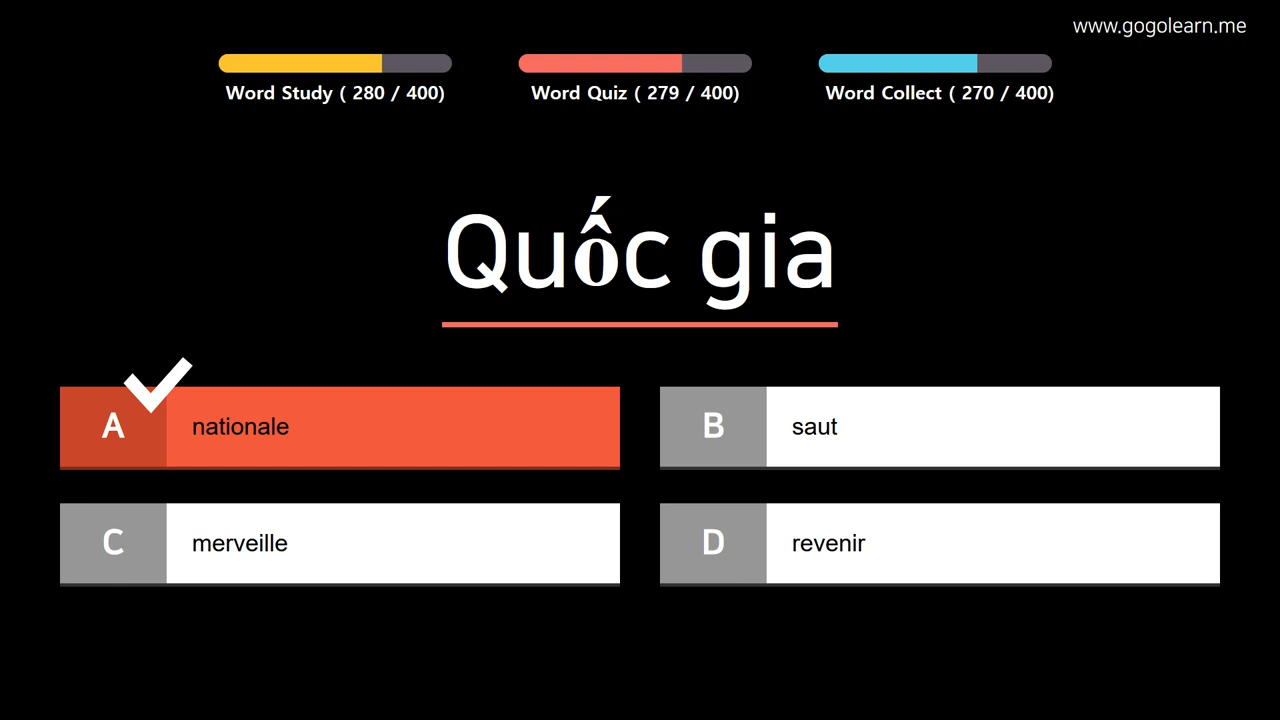 www.gogolearn.me
Word Study ( 280 / 400)
Word Quiz ( 279 / 400)
Word Collect ( 270 / 400)
Quốc gia
A nationale
B saut
C merveille
D revenir